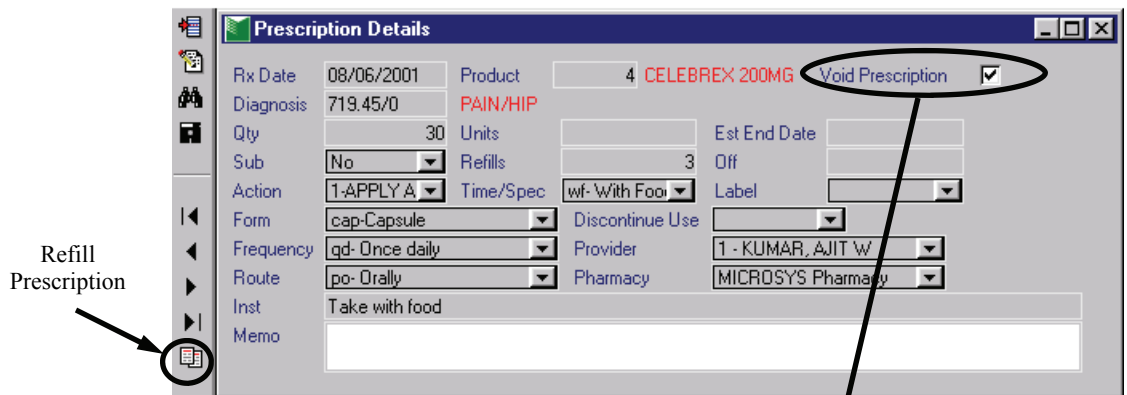 Prescription Details
Rx Date 08/06/2001 Product 4 CELEBREX 200MG Void Prescription
Diagnosis 719.45/0 PAIN/HIP
Qty 30 Units Est End Date
Sub No Refills 3 Off
Action 1-APPLY A Time/Spec wf- With Foo Label
Form cap-Capsule Discontinue Use
Frequency qd- Once daily Provider 1 - KUMAR, AJIT W
Route po- Orally Pharmacy MICROSYS Pharmacy
Inst Take with food
Memo
Refill
Prescription